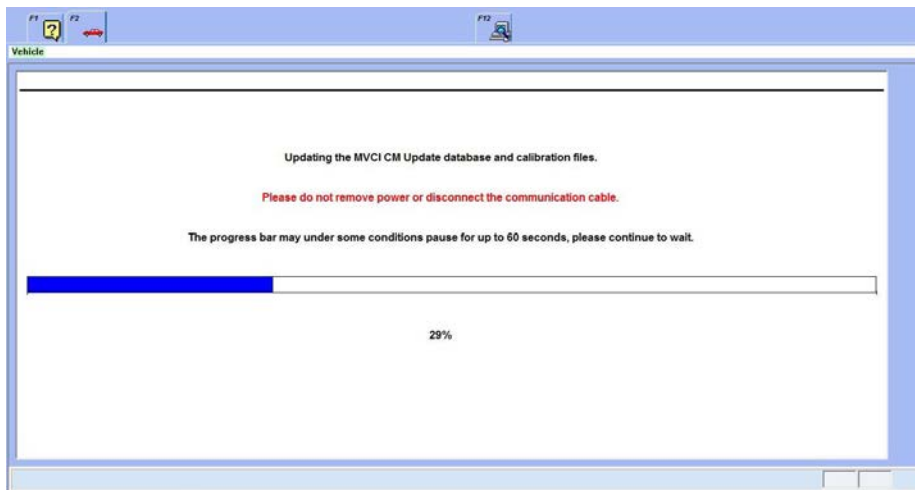 F1 F2 F12
Vehicle
Updating the MVCI CM Update database and calibration files.
Please do not remove power or disconnect the communication cable.
The progress bar may under some conditions pause for up to 60 seconds, please continue to wait.
29%